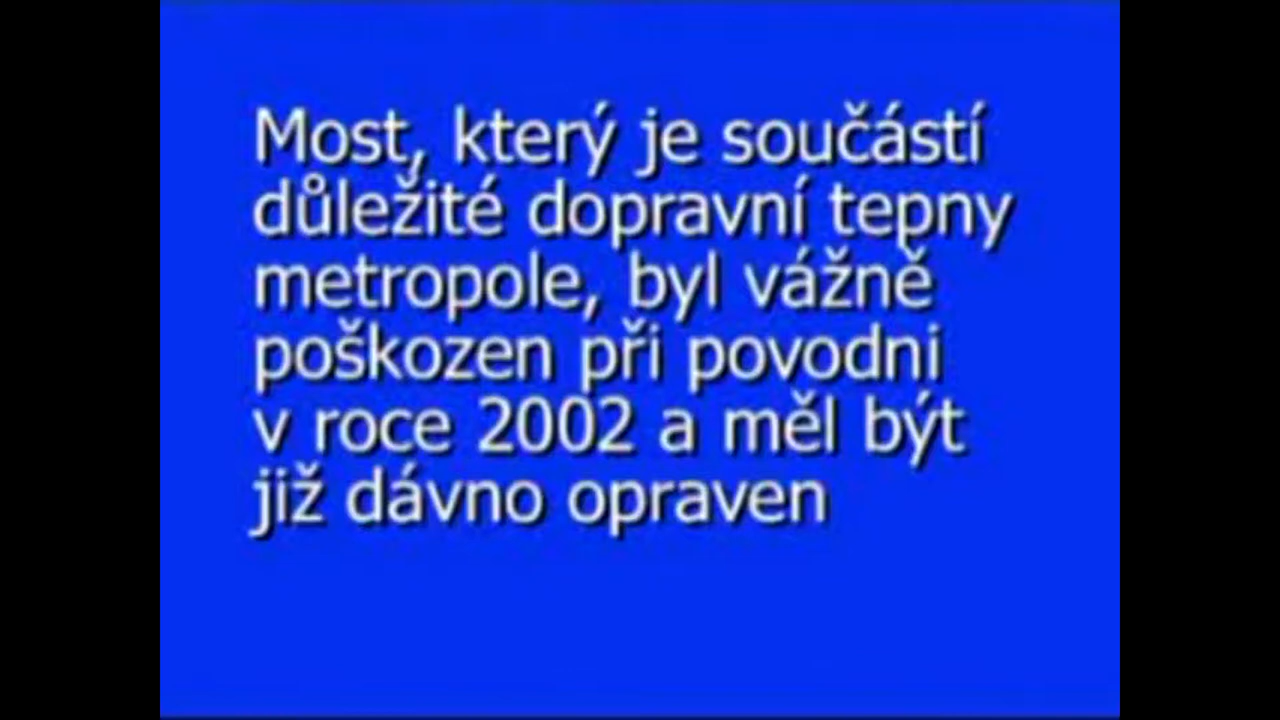 Most, který je součástí
důležité dopravní tepny
metropole, byl vážně
poškozen při povodni
v roce 2002 a měl být
již dávno opraven